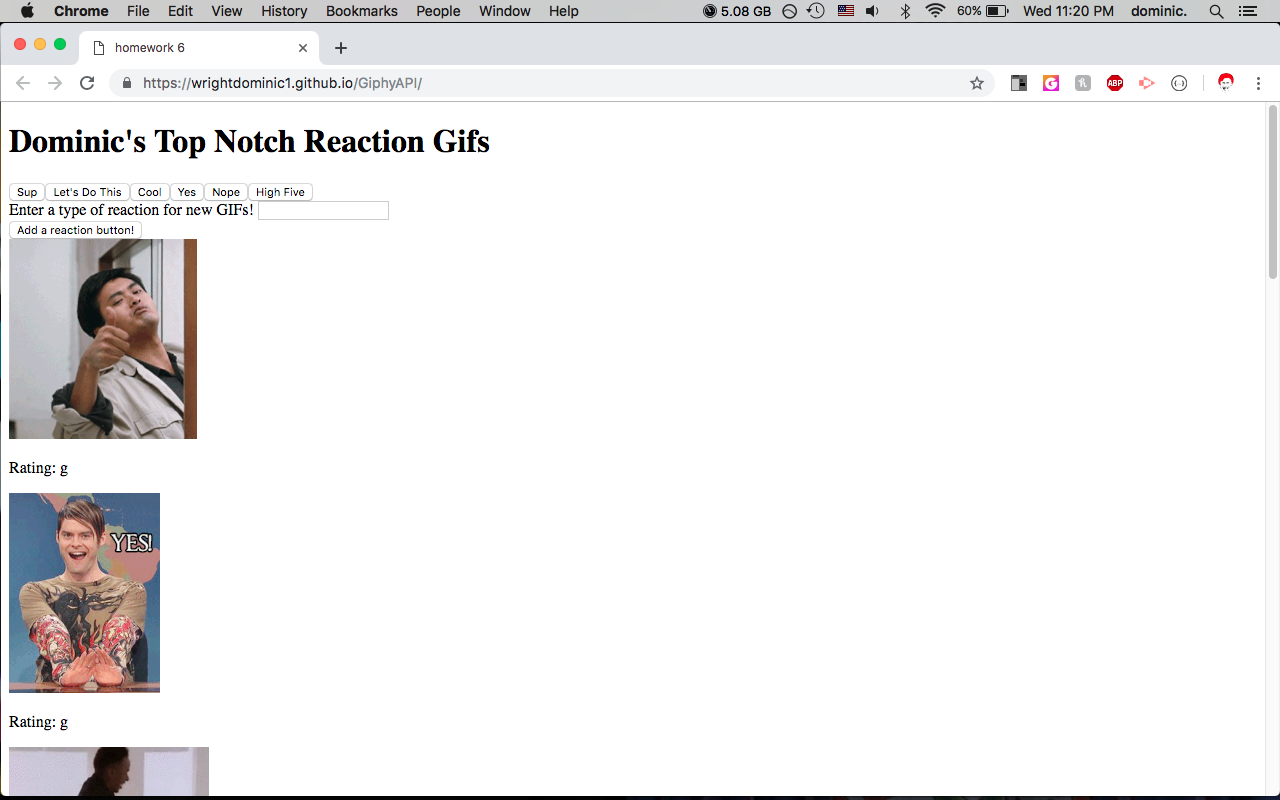 Chrome File Edit View History Bookmarks People Window Help 5.08 GB 60% Wed 11:20 PM dominic.
homework 6
https://wrightdominic1.github.io/GiphyAPI/
ABP
Dominic's Top Notch Reaction Gifs
Sup Let's Do This Cool Yes Nope High Five
Enter a type of reaction for new GIFs!
Add a reaction button!
Rating: g
YES!
Rating: g